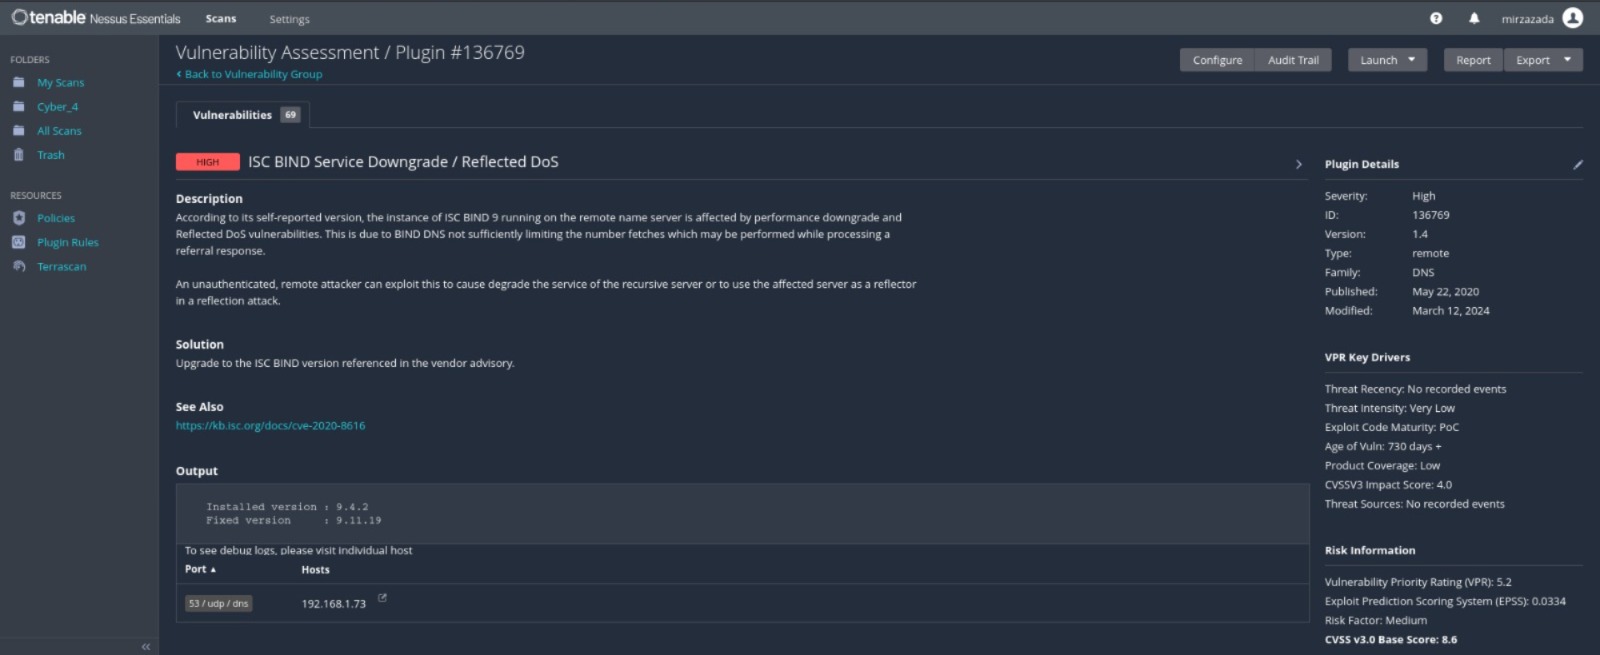 tenable Nessus Essentials Scans Settings mirzazada
FOLDERS
My Scans
Cyber_4
All Scans
Trash
RESOURCES
Policies
Plugin Rules
Terrascan
«
Vulnerability Assessment / Plugin #136769
‹ Back to Vulnerability Group
Configure Audit Trail Launch ▼ Report Export ▼
Vulnerabilities 69
HIGH ISC BIND Service Downgrade / Reflected DoS
Description
According to its self-reported version, the instance of ISC BIND 9 running on the remote name server is affected by performance downgrade and
Reflected DoS vulnerabilities. This is due to BIND DNS not sufficiently limiting the number fetches which may be performed while processing a
referral response.
An unauthenticated, remote attacker can exploit this to cause degrade the service of the recursive server or to use the affected server as a reflector
in a reflection attack.
Solution
Upgrade to the ISC BIND version referenced in the vendor advisory.
See Also
https://kb.isc.org/docs/cve-2020-8616
Output
Installed version : 9.4.2
Fixed version : 9.11.19
To see debug logs, please visit individual host
Port ▲ Hosts
53 / udp / dns 192.168.1.73
Plugin Details
Severity: High
ID: 136769
Version: 1.4
Type: remote
Family: DNS
Published: May 22, 2020
Modified: March 12, 2024
VPR Key Drivers
Threat Recency: No recorded events
Threat Intensity: Very Low
Exploit Code Maturity: PoC
Age of Vuln: 730 days +
Product Coverage: Low
CVSSV3 Impact Score: 4.0
Threat Sources: No recorded events
Risk Information
Vulnerability Priority Rating (VPR): 5.2
Exploit Prediction Scoring System (EPSS): 0.0334
Risk Factor: Medium
CVSS v3.0 Base Score: 8.6